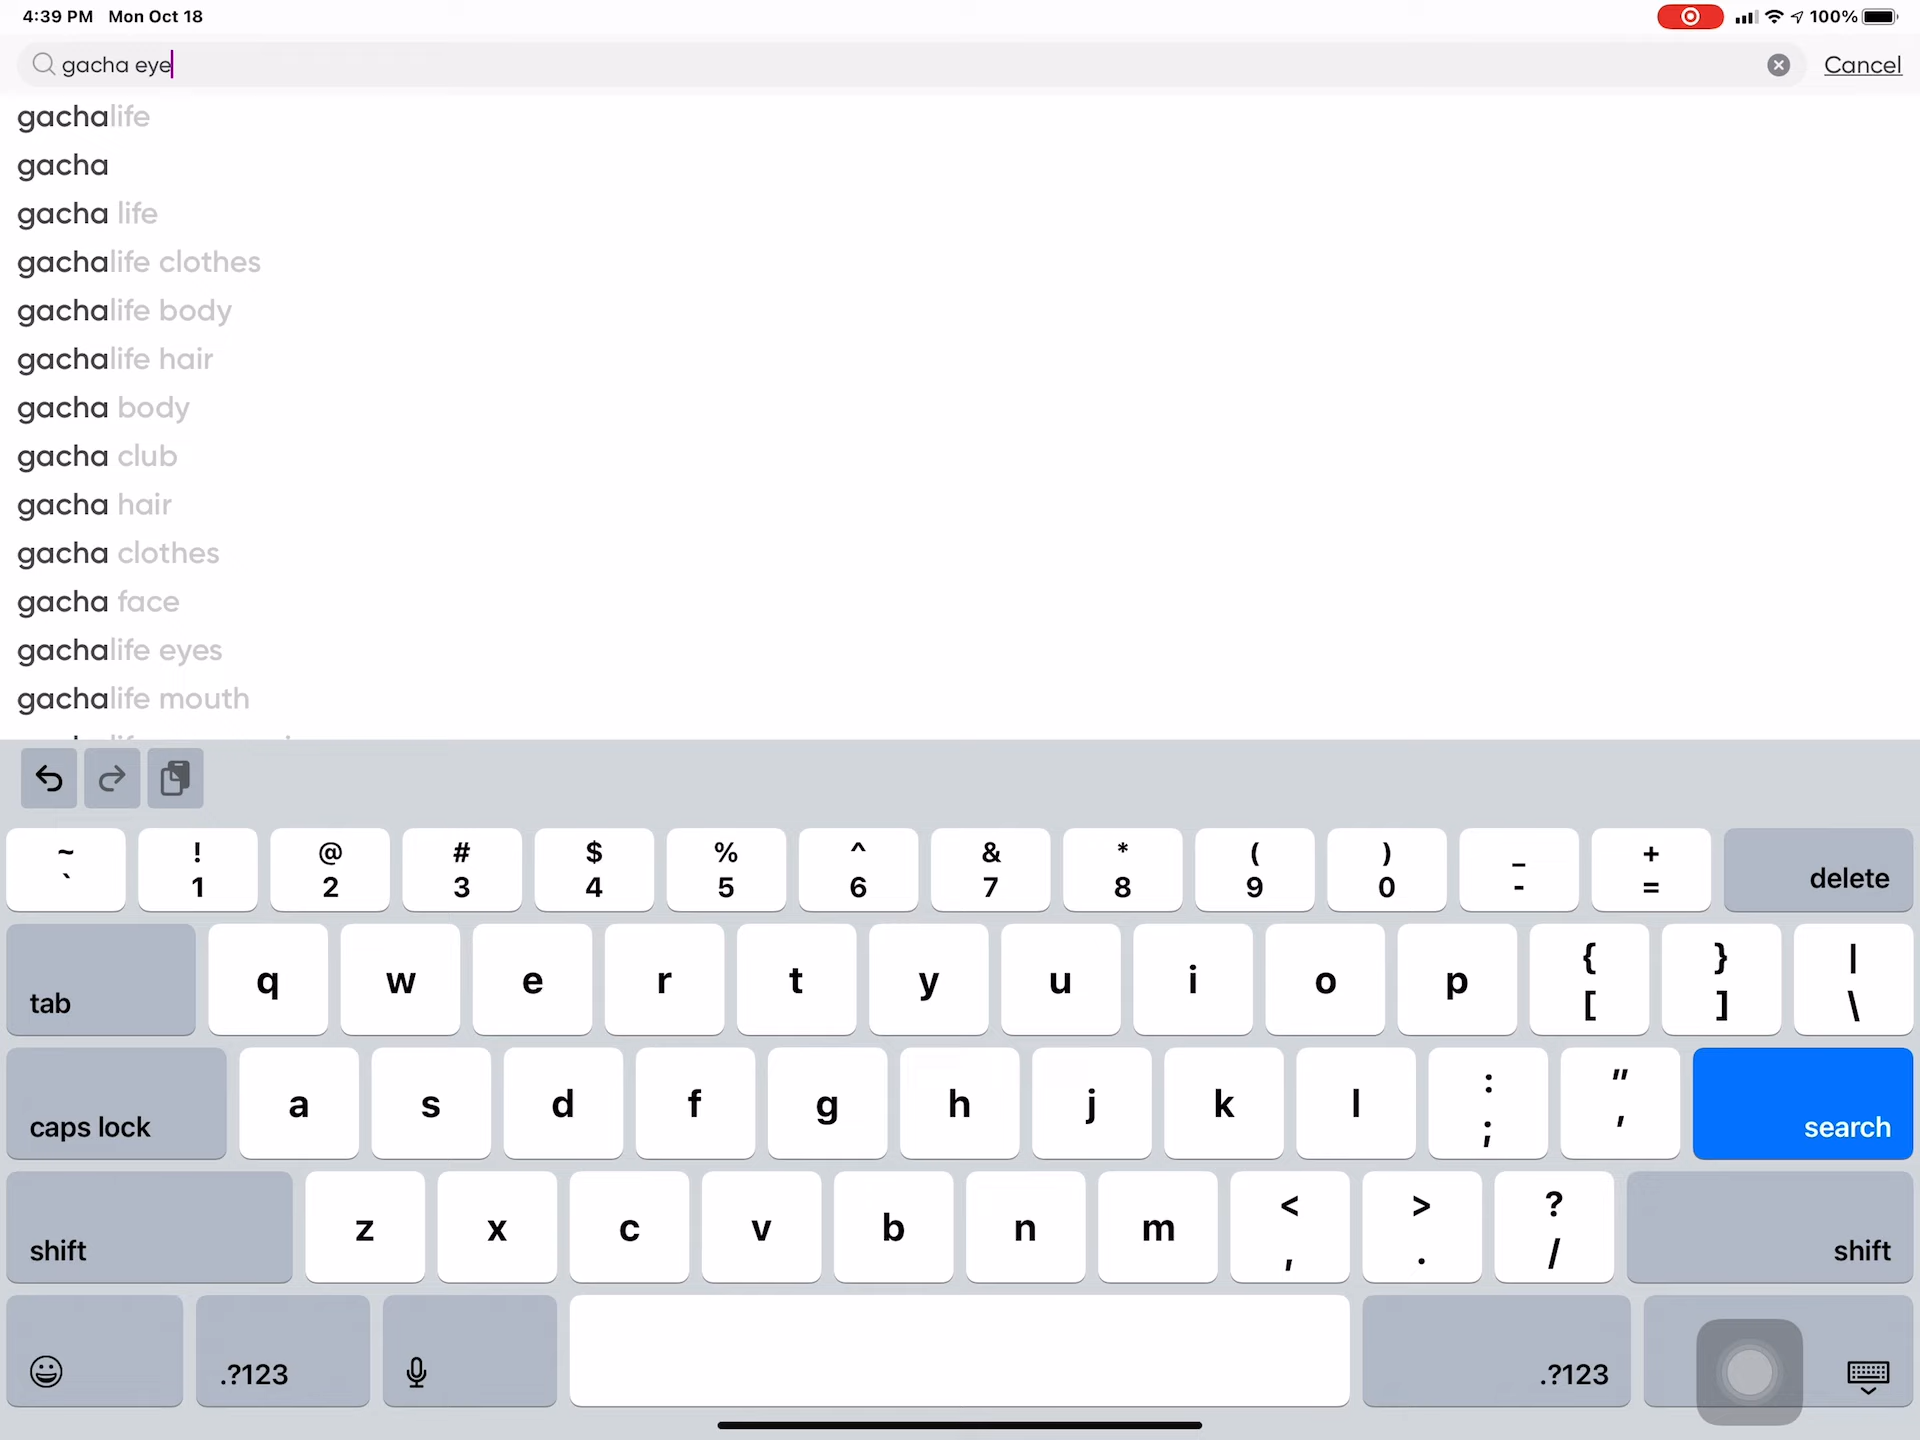 4:39 PM Mon Oct 18 100%
gacha eye Cancel
gachalife
gacha
gacha life
gachalife clothes
gachalife body
gachalife hair
gacha body
gacha club
gacha hair
gacha clothes
gacha face
gachalife eyes
gachalife mouth
~ ! @ # $ % ^ & * ( ) _ +
` 1 2 3 4 5 6 7 8 9 0 - = delete
tab q w e r t y u i o p { [ } ] | \
caps lock a s d f g h j k l : ; " ' search
shift z x c v b n m < , > . ? / shift
.?123 .?123